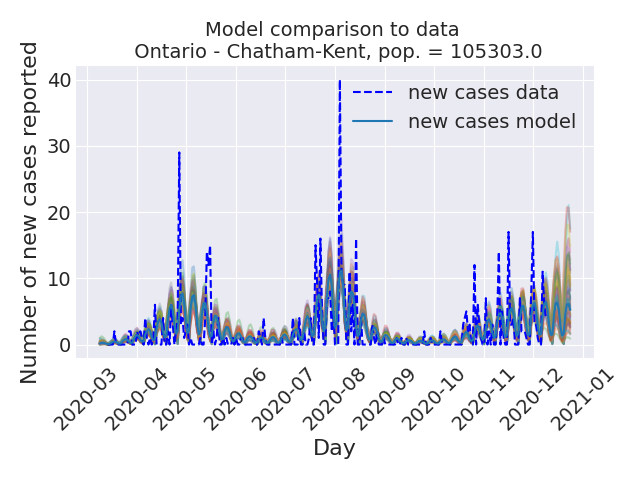 Model comparison to data
Ontario - Chatham-Kent, pop. = 105303.0
Number of new cases reported
40
30
20
10
0
new cases data
new cases model
2020-03
2020-04
2020-05
2020-06
2020-07
2020-08
2020-09
2020-10
2020-11
2020-12
2021-01
Day